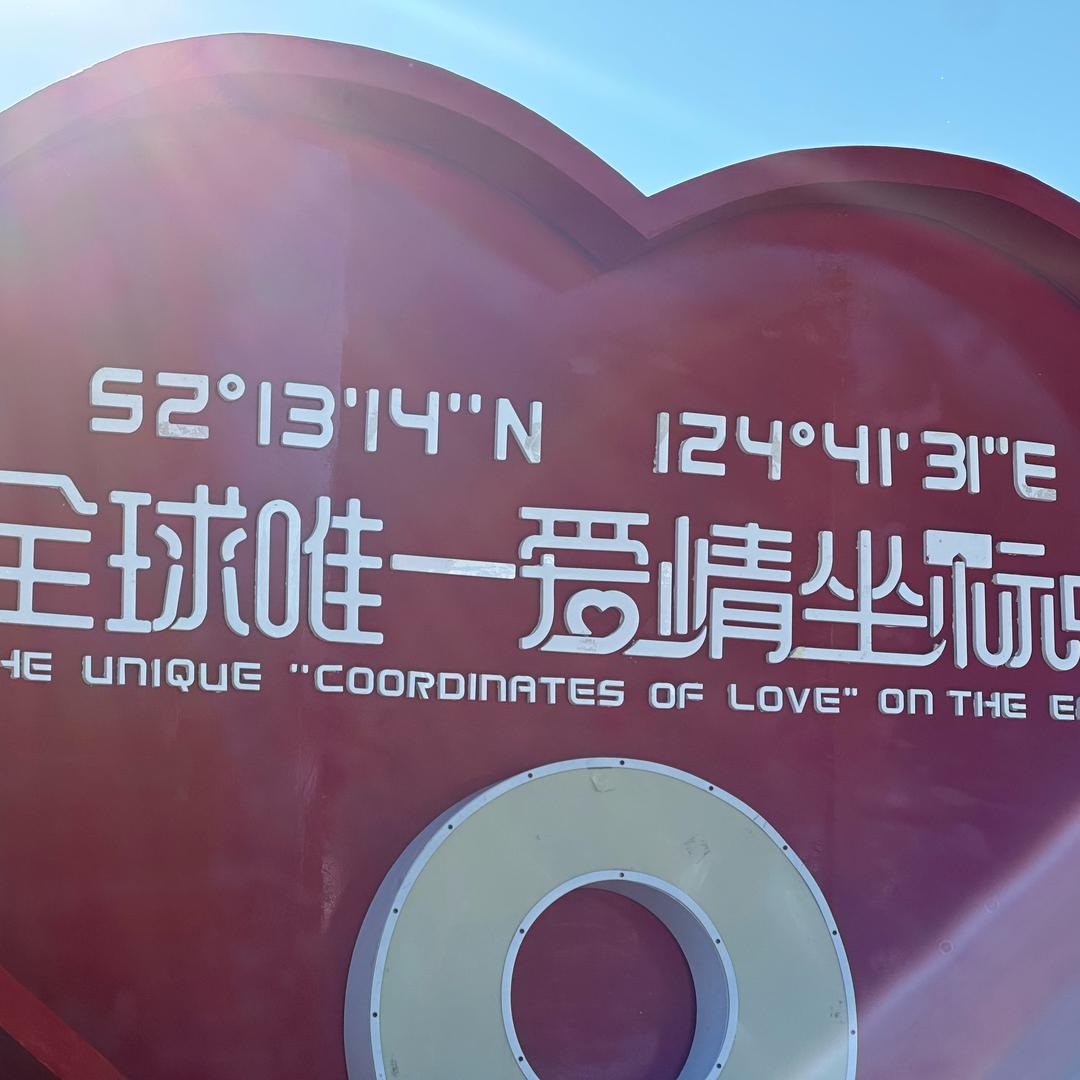 52°13'14''N 124°41'31''E
全球唯一爱情坐标
HE UNIQUE "COORDINATES OF LOVE" ON THE E